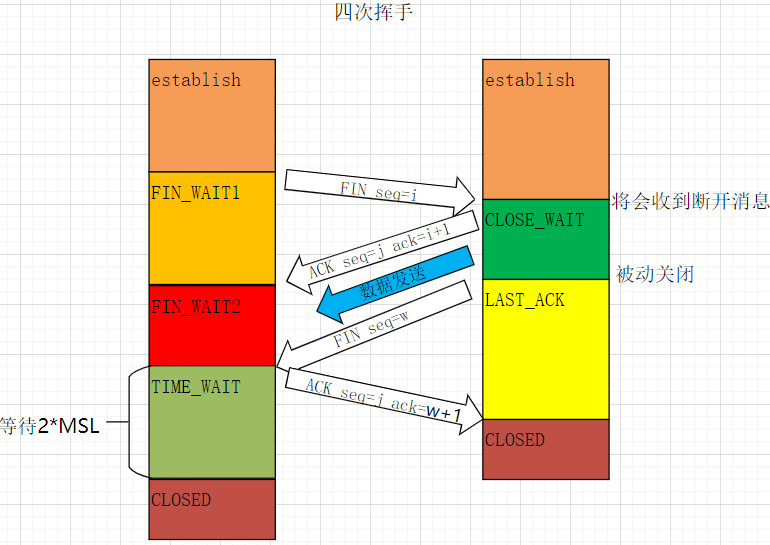 四次挥手
establish
establish
FIN_WAIT1
FIN seq=i
将会收到断开消息
CLOSE_WAIT
ACK seq=j ack=i+1
数据发送
被动关闭
FIN_WAIT2
LAST_ACK
FIN seq=w
TIME_WAIT
ACK seq=j ack=w+1
等待2*MSL
CLOSED
CLOSED